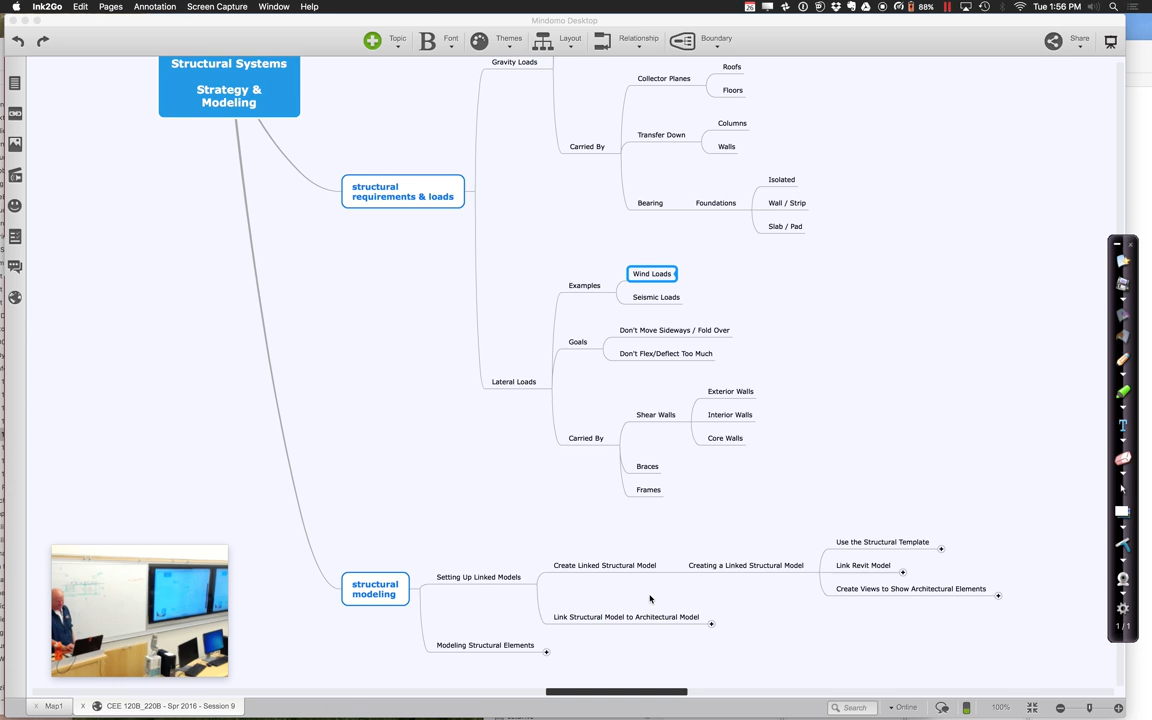 Ink2Go Edit Pages Annotation Screen Capture Window Help
26 88% Tue 1:56 PM
Mindomo Desktop
Topic Font Themes Layout Relationship Boundary Share
Structural Systems
Strategy &
Modeling
structural
requirements & loads
Gravity Loads
Carried By
Collector Planes
Roofs
Floors
Transfer Down
Columns
Walls
Bearing
Foundations
Isolated
Wall / Strip
Slab / Pad
Lateral Loads
Examples
Wind Loads
Seismic Loads
Goals
Don't Move Sideways / Fold Over
Don't Flex/Deflect Too Much
Carried By
Shear Walls
Exterior Walls
Interior Walls
Core Walls
Braces
Frames
structural
modeling
Setting Up Linked Models
Create Linked Structural Model
Creating a Linked Structural Model
Use the Structural Template
Link Revit Model
Create Views to Show Architectural Elements
Link Structural Model to Architectural Model
Modeling Structural Elements
1 / 1
x Map1 x CEE 120B_220B - Spr 2016 - Session 9
Search Online 100%